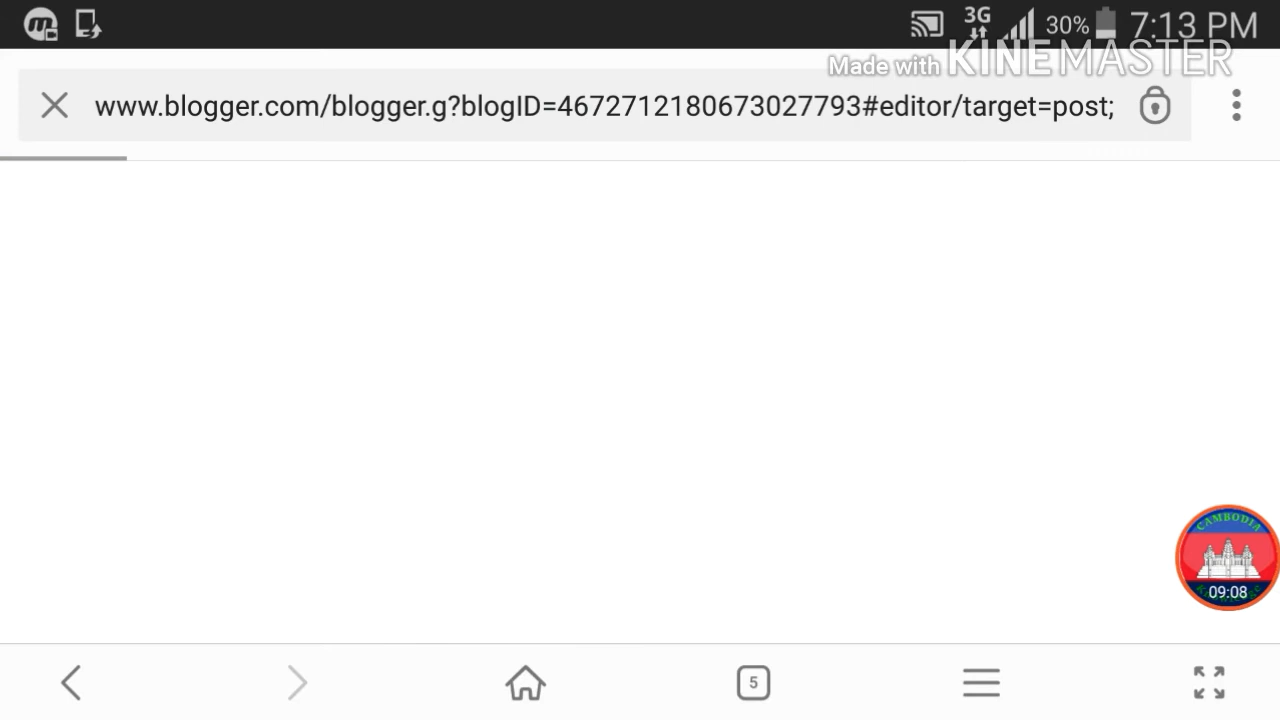 3G 30% 7:13 PM
Made with KINEMASTER
www.blogger.com/blogger.g?blogID=4672712180673027793#editor/target=post;
CAMBODIA
09:08
5